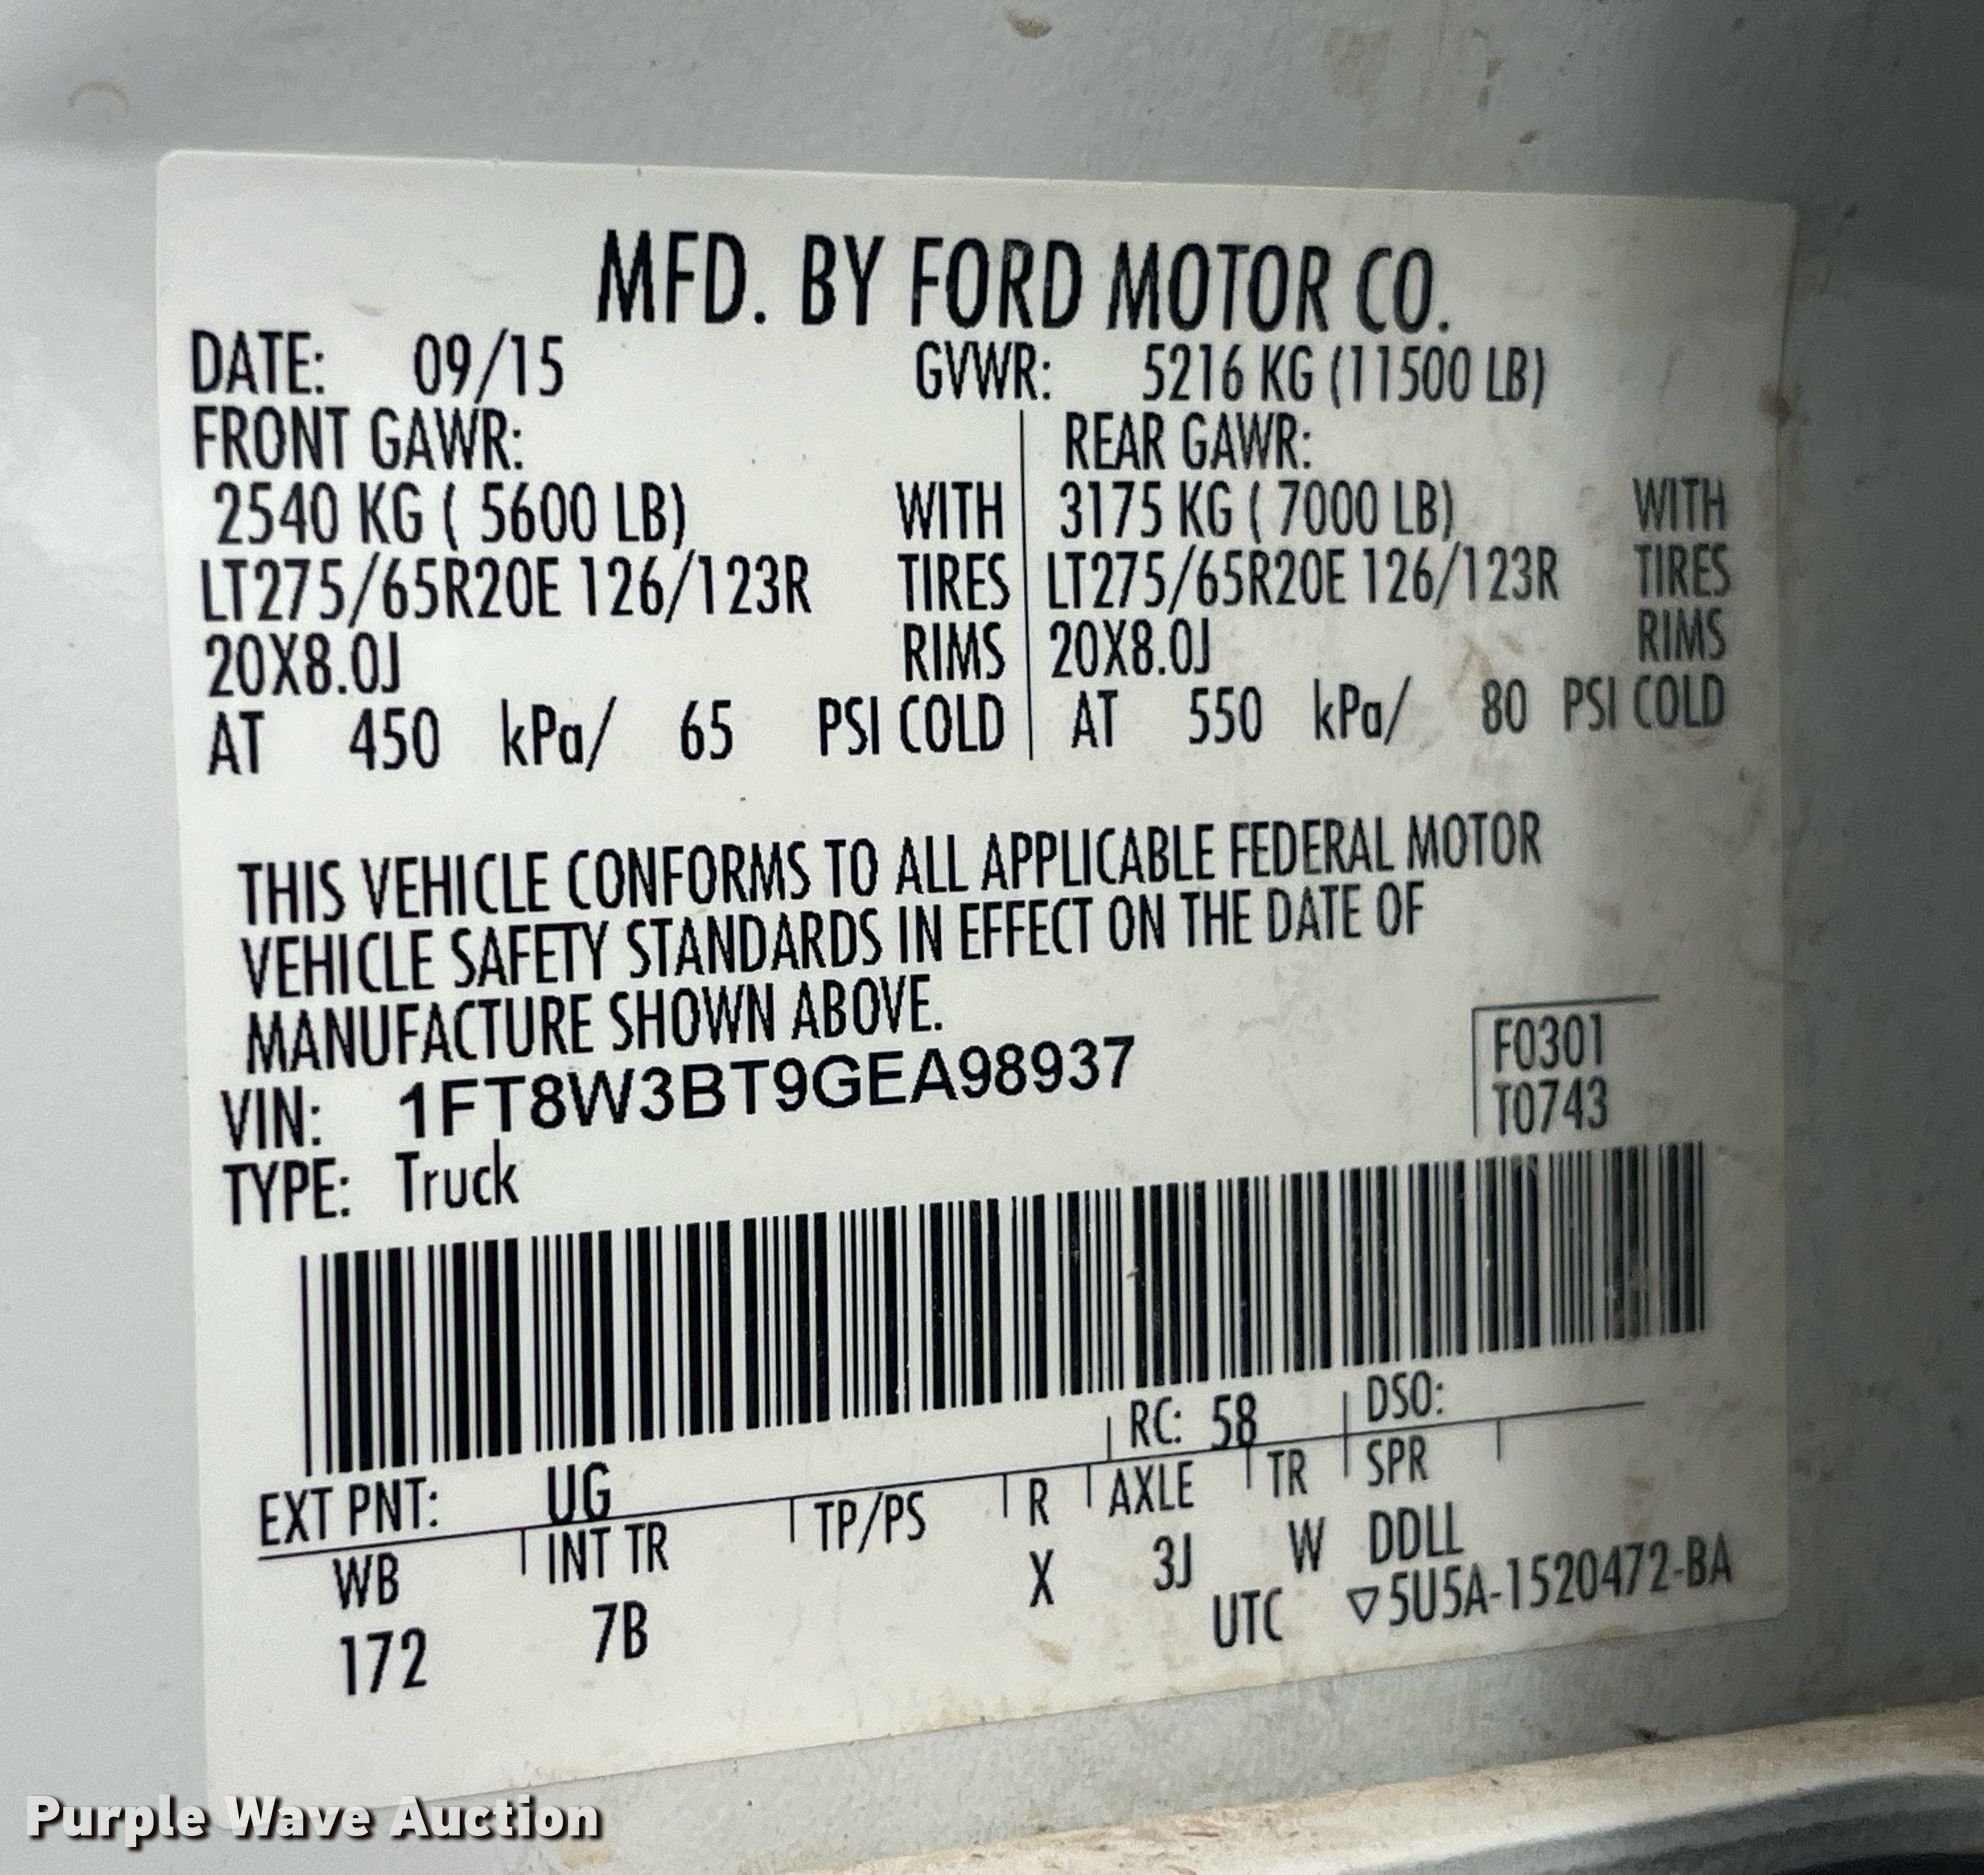 MFD. BY FORD MOTOR CO.
DATE: 09/15 GVWR: 5216 KG (11500 LB)
FRONT GAWR: REAR GAWR:
2540 KG ( 5600 LB) WITH 3175 KG ( 7000 LB) WITH
LT275/65R20E 126/123R TIRES LT275/65R20E 126/123R TIRES
20X8.0J RIMS 20X8.0J RIMS
AT 450 kPa/ 65 PSI COLD AT 550 kPa/ 80 PSI COLD
THIS VEHICLE CONFORMS TO ALL APPLICABLE FEDERAL MOTOR
VEHICLE SAFETY STANDARDS IN EFFECT ON THE DATE OF
MANUFACTURE SHOWN ABOVE.
F0301
VIN: 1FT8W3BT9GEA98937
T0743
TYPE: Truck
RC: 58 DSO:
EXT PNT: UG
WB INT TR TP/PS R AXLE TR SPR
172 7B X 3J W DDLL
UTC ▽5U5A-1520472-BA
Purple Wave Auction